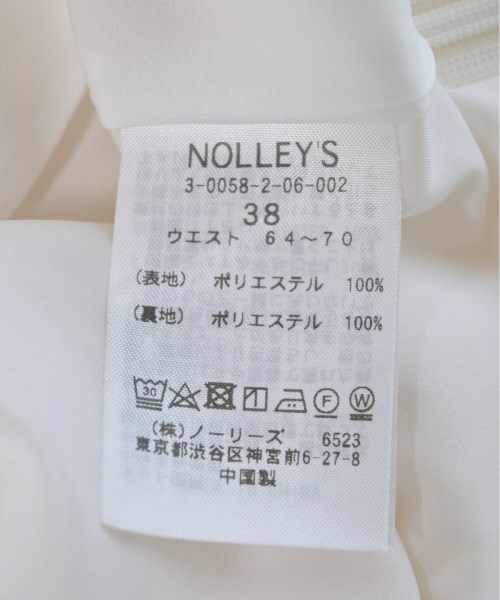 NOLLEY'S
3-0058-2-06-002
38
ウエスト 64～70
(表地) ポリエステル 100%
(裏地) ポリエステル 100%
30 F W
(株)ノーリーズ 6523
東京都渋谷区神宮前6-27-8
中国製